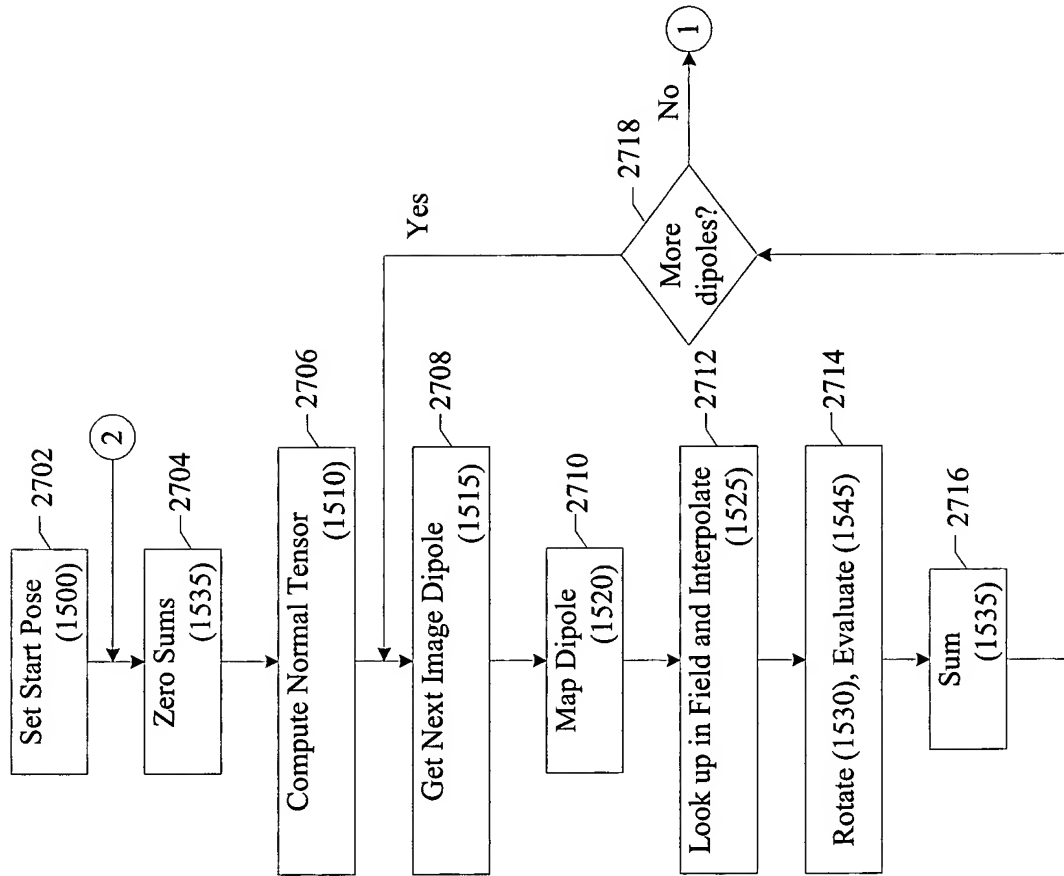 Set Start Pose
(1500)
2702
2
Zero Sums
(1535)
2704
Compute Normal Tensor
(1510)
2706
Get Next Image Dipole
(1515)
2708
Map Dipole
(1520)
2710
Look up in Field and Interpolate
(1525)
2712
Rotate (1530), Evaluate (1545)
2714
Sum
(1535)
2716
More
dipoles?
2718
Yes
No
1